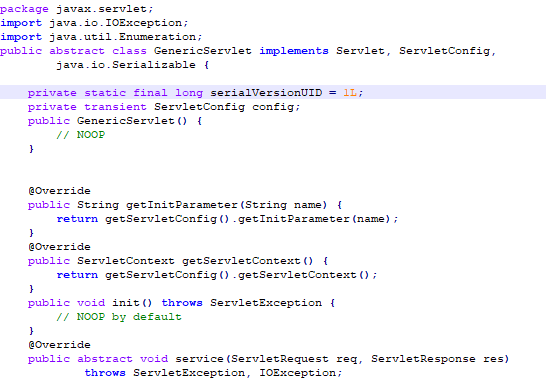 package javax.servlet;
import java.io.IOException;
import java.util.Enumeration;
public abstract class GenericServlet implements Servlet, ServletConfig,
        java.io.Serializable {
    private static final long serialVersionUID = 1L;
    private transient ServletConfig config;
    public GenericServlet() {
        // NOOP
    }
    @Override
    public String getInitParameter(String name) {
        return getServletConfig().getInitParameter(name);
    }
    @Override
    public ServletContext getServletContext() {
        return getServletConfig().getServletContext();
    }
    public void init() throws ServletException {
        // NOOP by default
    }
    @Override
    public abstract void service(ServletRequest req, ServletResponse res)
            throws ServletException, IOException;